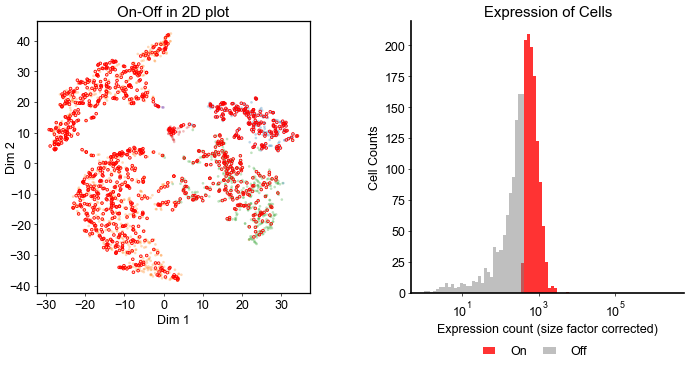 On-Off in 2D plot
40
30
20
10
0
−10
−20
−30
−40
Dim 2
−30 −20 −10 0 10 20 30
Dim 1
Expression of Cells
200
175
150
125
100
75
50
25
0
Cell Counts
10^1 10^3 10^5
Expression count (size factor corrected)
On Off